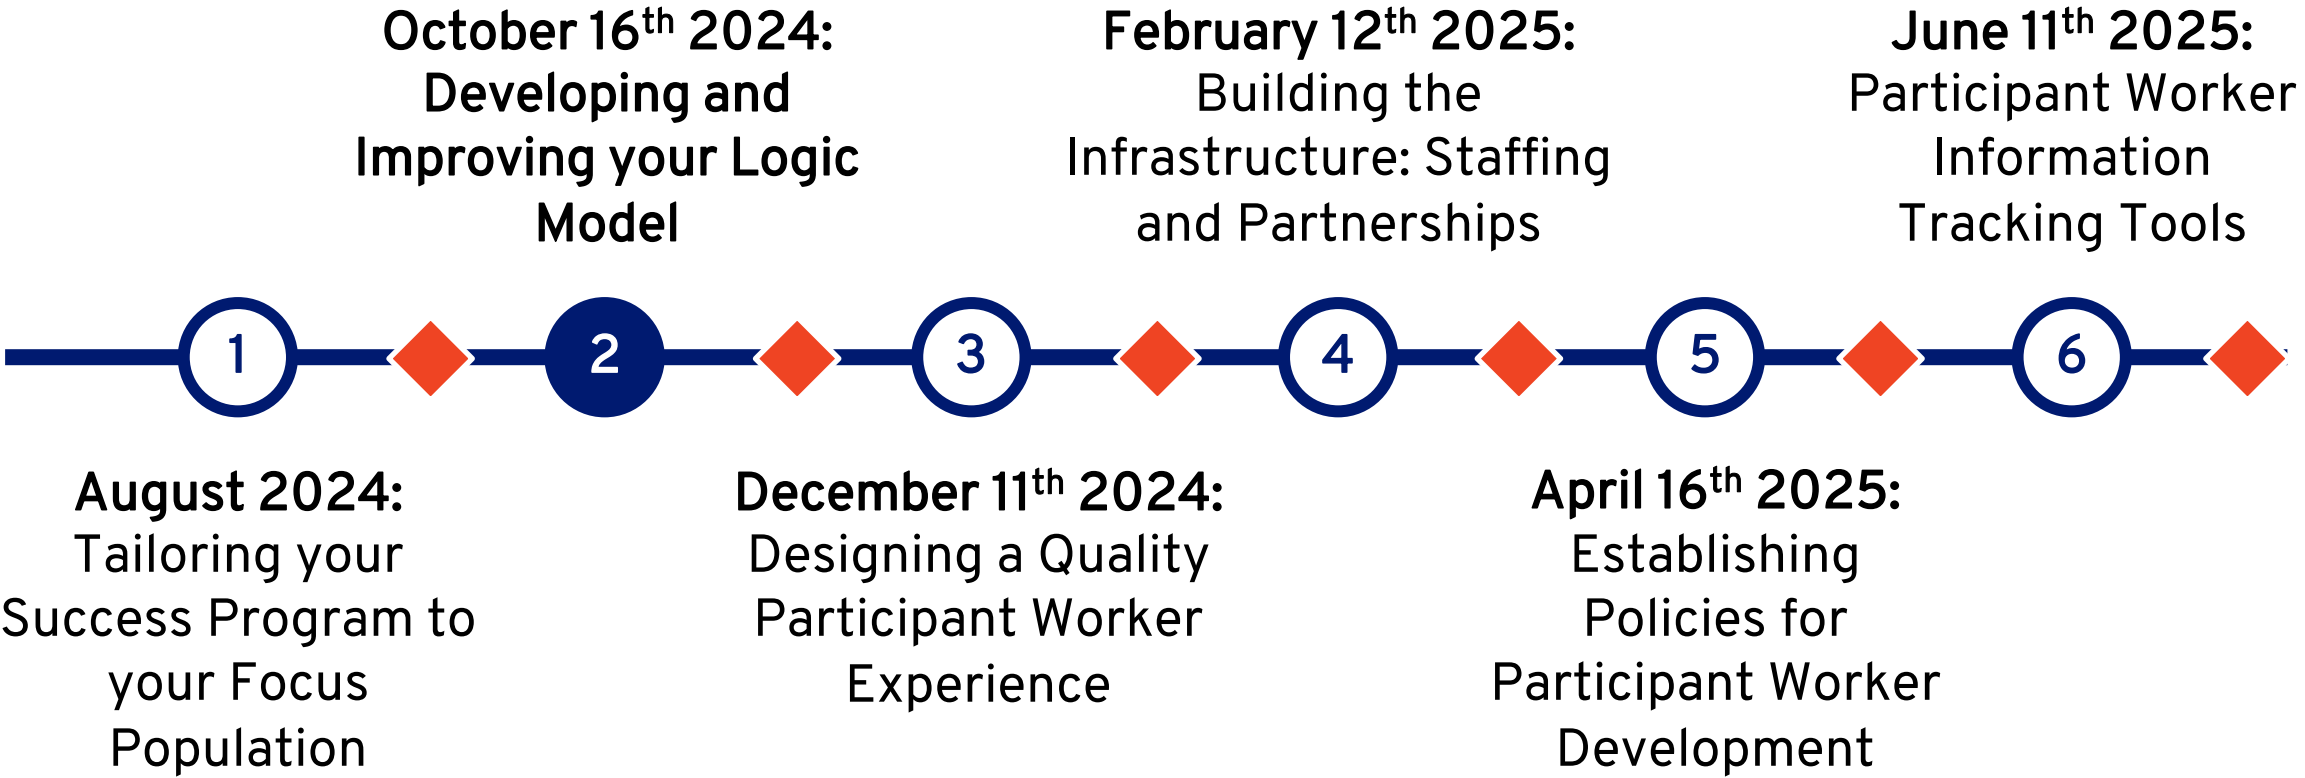 October 16th 2024:
Developing and
Improving your Logic
Model
February 12th 2025:
Building the
Infrastructure: Staffing
and Partnerships
June 11th 2025:
Participant Worker
Information
Tracking Tools
1
2
3
4
5
6
August 2024:
Tailoring your
Success Program to
your Focus
Population
December 11th 2024:
Designing a Quality
Participant Worker
Experience
April 16th 2025:
Establishing
Policies for
Participant Worker
Development